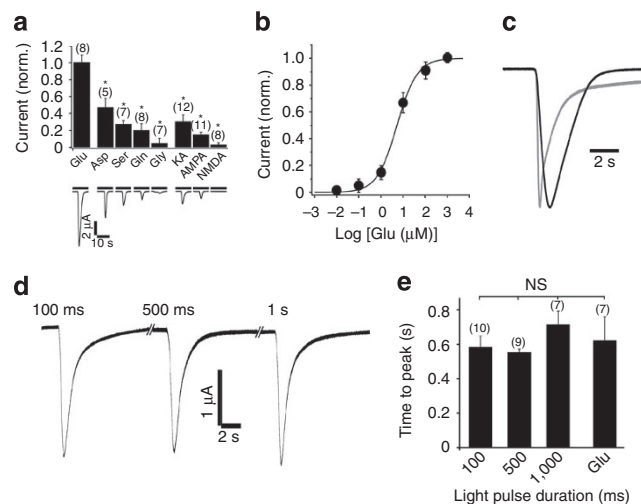 a
Current (norm.)
1.2
1.0
0.8
0.6
0.4
0.2
0
(8)
*
(5)
*
(7)
*
(8)
*
(7)
*
(12)
*
(11)
*
(8)
Glu
Asp
Ser
Gln
Gly
KA
AMPA
NMDA
2 µA
10 s
b
Current (norm.)
1.0
0.8
0.6
0.4
0.2
0.0
−3 −2 −1 0 1 2 3 4
Log [Glu (µM)]
c
2 s
d
100 ms
500 ms
1 s
1 µA
2 s
e
NS
Time to peak (s)
0.8
0.6
0.4
0.2
0
(10)
(9)
(7)
(7)
100
500
1,000
Glu
Light pulse duration (ms)